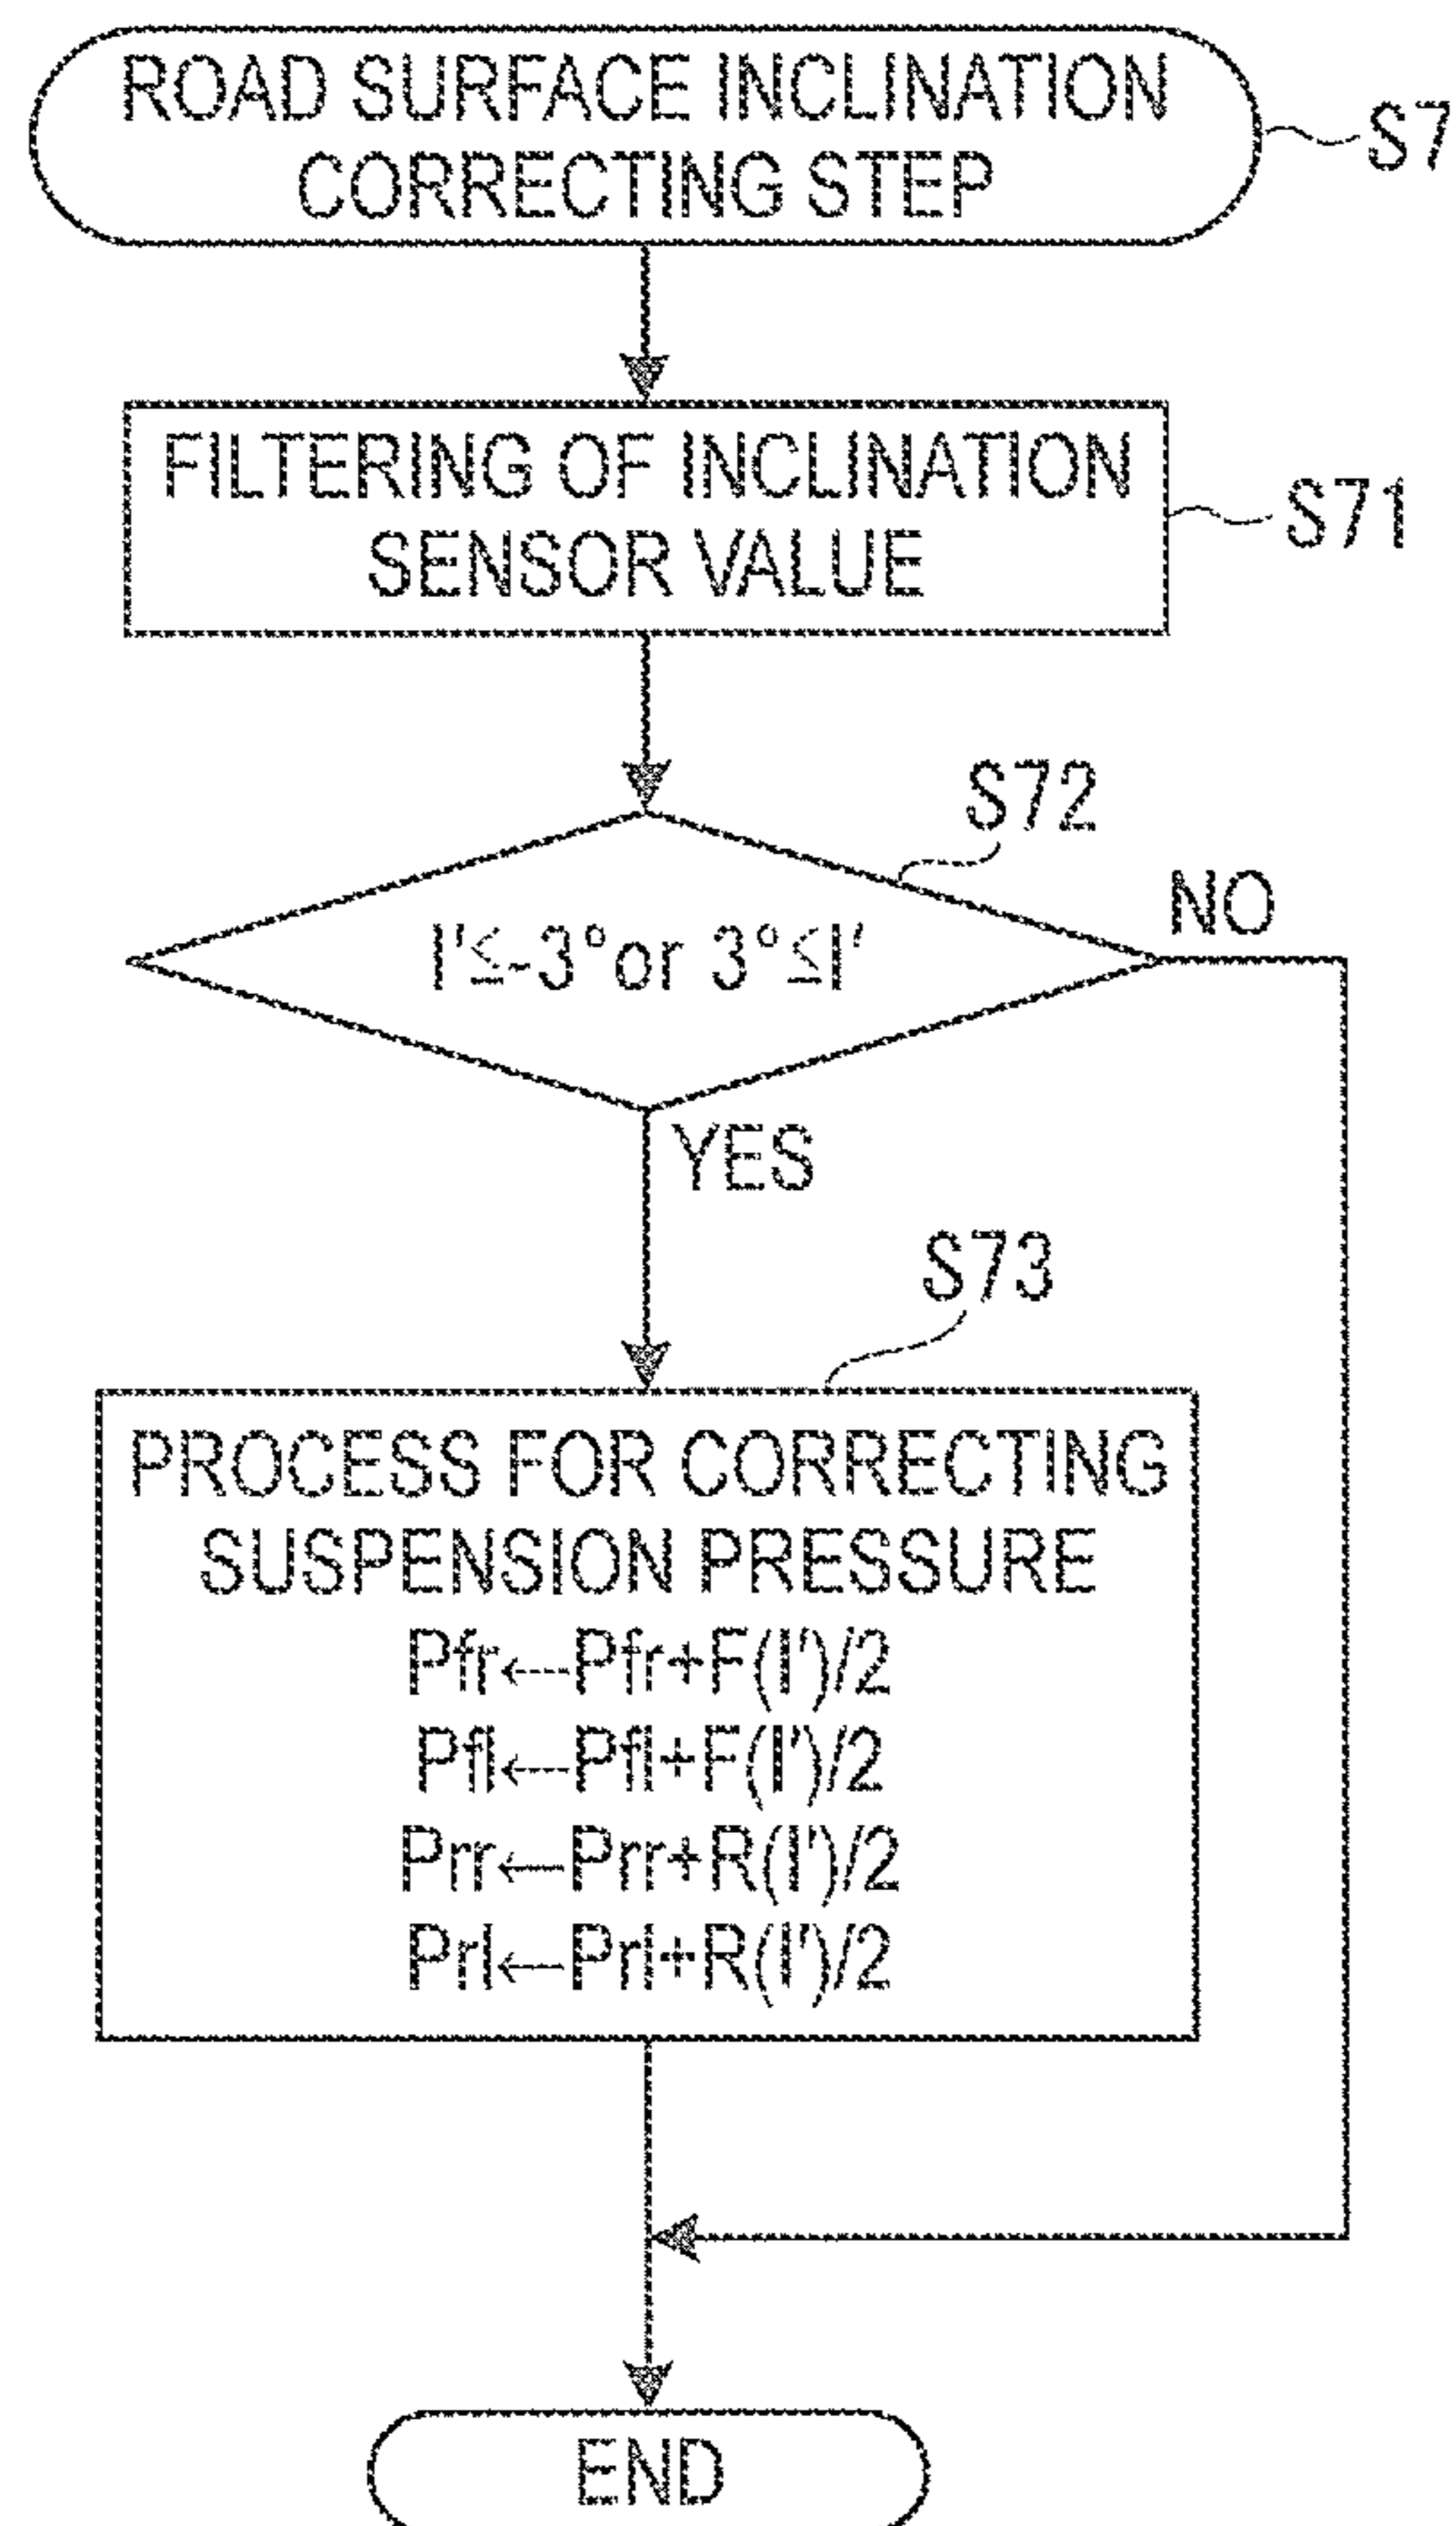 ROAD SURFACE INCLINATION
CORRECTING STEP
S7
FILTERING OF INCLINATION
SENSOR VALUE
S71
S72
I'≦-3°or 3°≦I'
NO
YES
S73
PROCESS FOR CORRECTING
SUSPENSION PRESSURE
Pfr←Pfr+F(I')/2
Pfl←Pfl+F(I')/2
Prr←Prr+R(I')/2
Prl←Prl+R(I')/2
END